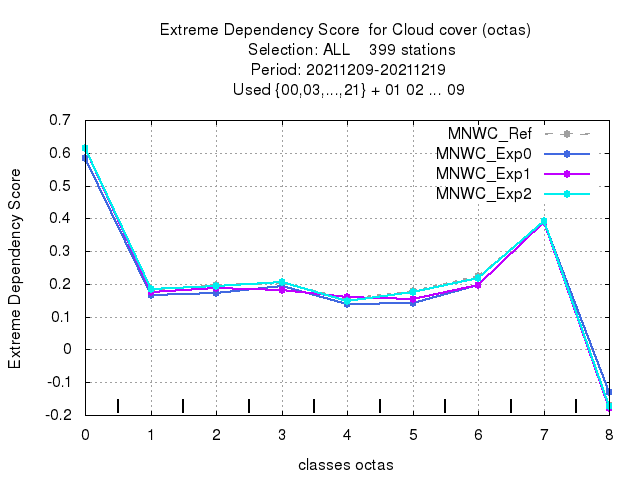 Extreme Dependency Score  for Cloud cover (octas)
Selection: ALL    399 stations
Period: 20211209-20211219
Used {00,03,...,21} + 01 02 ... 09
0.7
0.6
0.5
0.4
0.3
0.2
0.1
0
-0.1
-0.2
Extreme Dependency Score
MNWC_Ref
MNWC_Exp0
MNWC_Exp1
MNWC_Exp2
0 1 2 3 4 5 6 7 8
classes octas